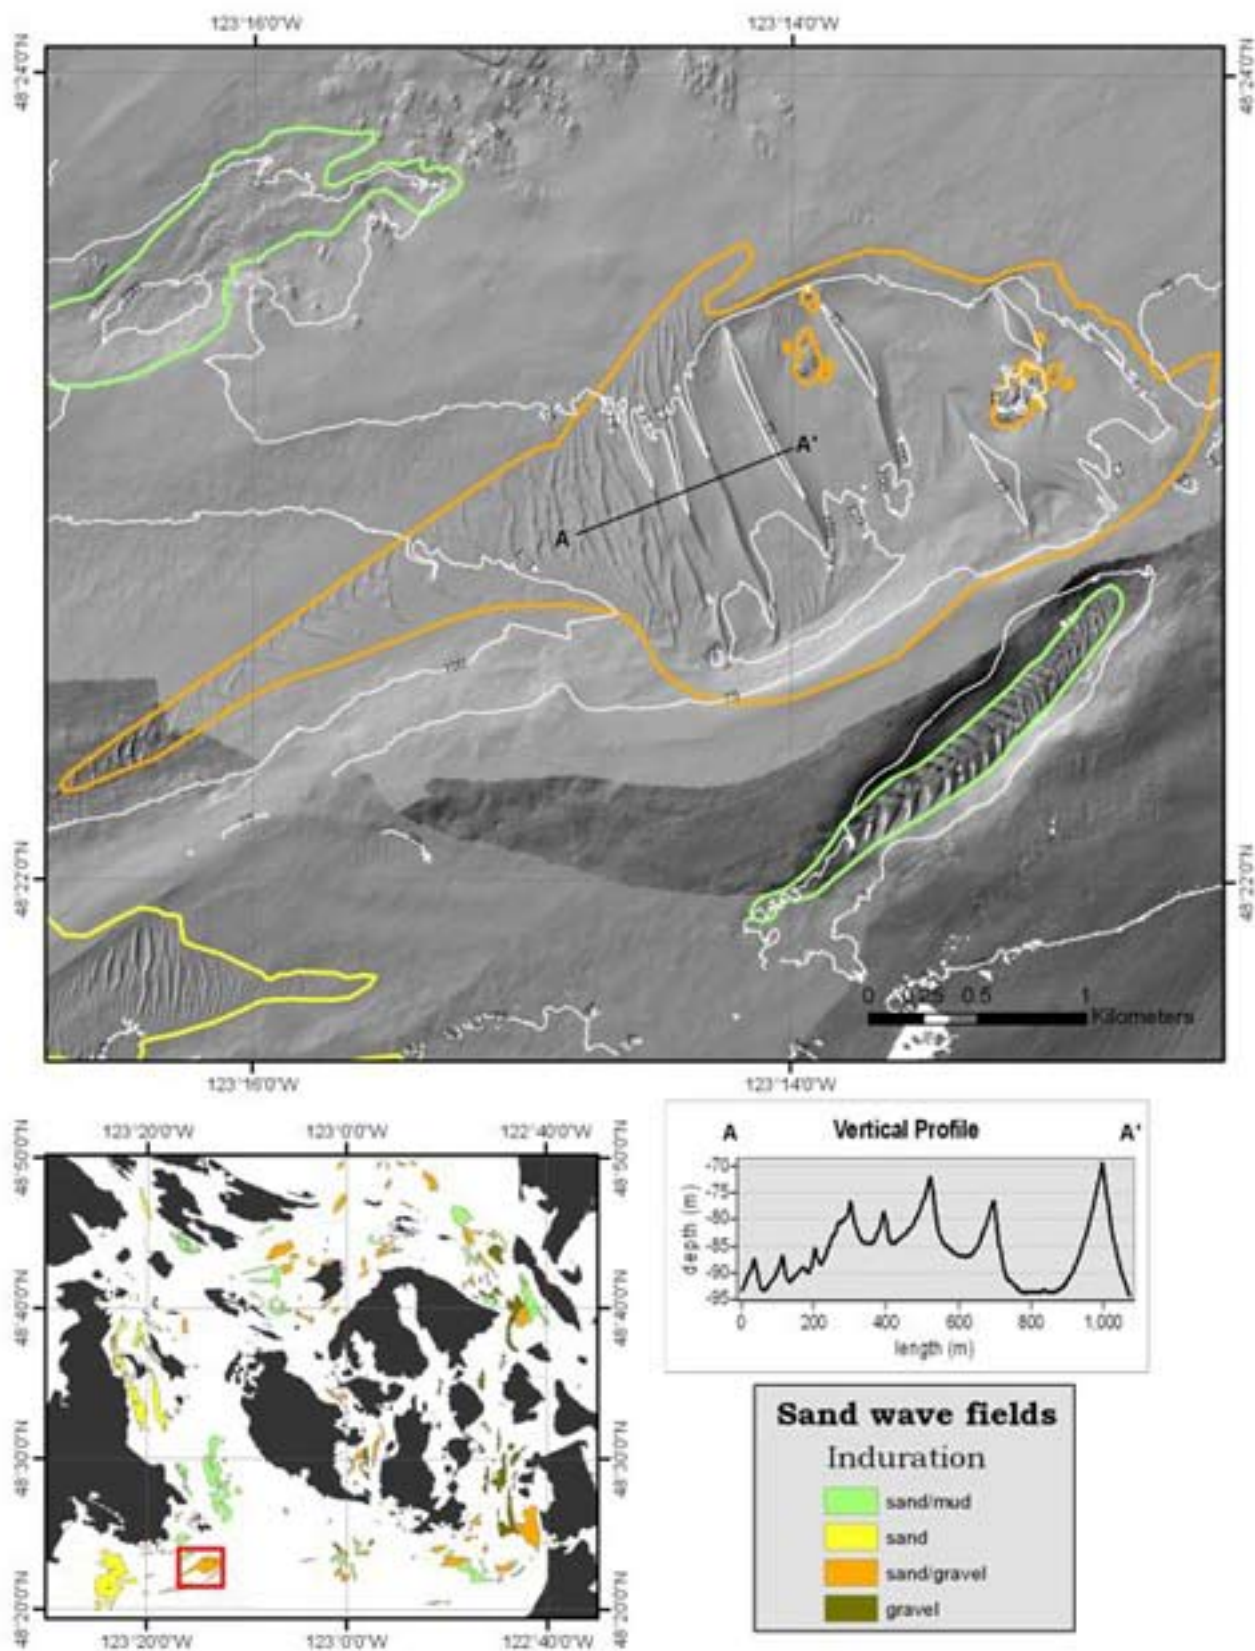 123°16'0"W 123°14'0"W
48°24'0"N 48°24'0"N
A'
A
48°22'0"N 48°22'0"N
0 0.25 0.5 1
Kilometers
123°16'0"W 123°14'0"W
123°20'0"W 123°0'0"W 122°40'0"W
48°50'0"N 48°50'0"N
48°40'0"N 48°40'0"N
48°30'0"N 48°30'0"N
48°20'0"N 48°20'0"N
123°20'0"W 123°0'0"W 122°40'0"W
A Vertical Profile A'
depth (m)
-70
-75
-80
-85
-90
-95
0 200 400 600 800 1,000
length (m)
Sand wave fields
Induration
sand/mud
sand
sand/gravel
gravel